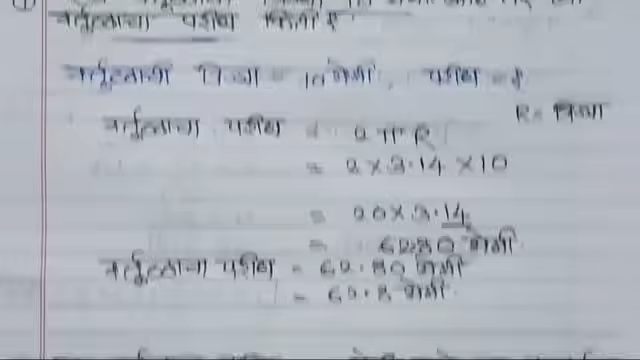 वर्तुळाचा परीघ किती?
वर्तुळाची त्रिज्या = 10 सेमी, परीघ = ?
R = त्रिज्या
वर्तुळाचा परीघ = 2πR
= 2 × 3.14 × 10
= 20 × 3.14
= 62.80 सेमी
वर्तुळाचा परीघ = 62.80 सेमी
= 62.8 सेमी.